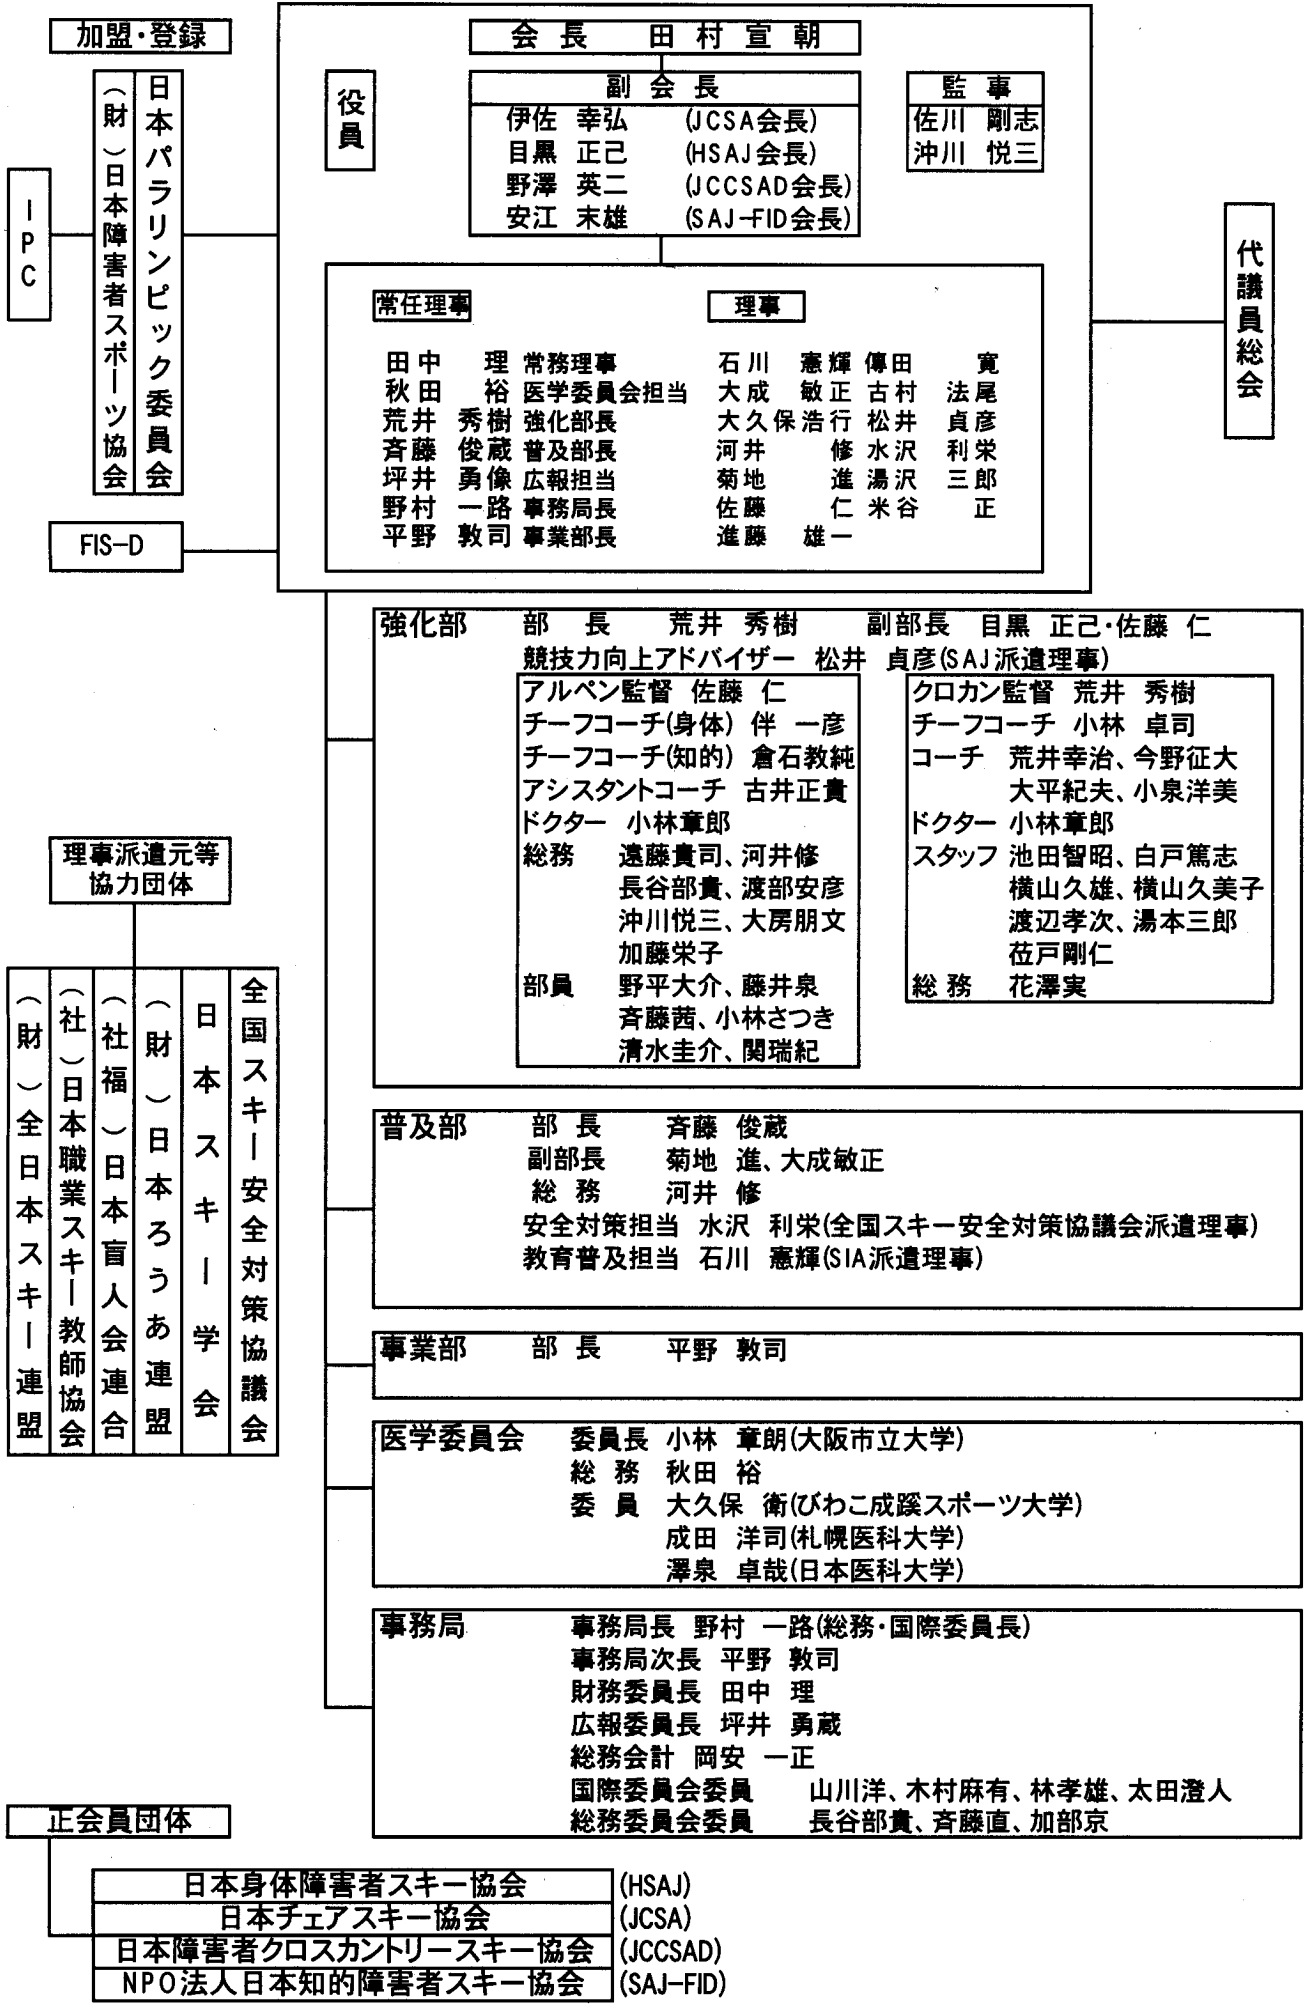 加盟・登録
会長 田村宣朝
役員
副会長
伊佐 幸弘 (JCSA会長)
目黒 正己 (HSAJ会長)
野澤 英二 (JCCSAD会長)
安江 末雄 (SAJ-FID会長)
監事
佐川 剛志
沖川 悦三
IPC
(財)日本障害者スポーツ協会
日本パラリンピック委員会
FIS-D
代議員総会
常任理事
田中 理 常務理事
秋田 裕 医学委員会担当
荒井 秀樹 強化部長
斉藤 俊蔵 普及部長
坪井 勇像 広報担当
野村 一路 事務局長
平野 敦司 事業部長
理事
石川 憲輝 傳田 寛
大成 敏正 古村 法尾
大久保浩行 松井 貞彦
河井 修 水沢 利栄
菊地 進 湯沢 三郎
佐藤 仁 米谷 正
進藤 雄一
強化部 部長 荒井 秀樹 副部長 目黒 正己・佐藤 仁
競技力向上アドバイザー 松井 貞彦(SAJ派遣理事)
アルペン監督 佐藤 仁
チーフコーチ(身体) 伴 一彦
チーフコーチ(知的) 倉石教純
アシスタントコーチ 古井正貴
ドクター 小林章郎
総務 遠藤貴司、河井修
長谷部貴、渡部安彦
沖川悦三、大房朋文
加藤栄子
部員 野平大介、藤井泉
斉藤茜、小林さつき
清水圭介、関瑞紀
クロカン監督 荒井 秀樹
チーフコーチ 小林 卓司
コーチ 荒井幸治、今野征大
大平紀夫、小泉洋美
ドクター 小林章郎
スタッフ 池田智昭、白戸篤志
横山久雄、横山久美子
渡辺孝次、湯本三郎
莅戸剛仁
総務 花澤実
理事派遣元等
協力団体
(財)全日本スキー連盟
(社)日本職業スキー教師協会
(社福)日本盲人会連合
(財)日本ろうあ連盟
日本スキー学会
全国スキー安全対策協議会
普及部 部長 斉藤 俊蔵
副部長 菊地 進、大成敏正
総務 河井 修
安全対策担当 水沢 利栄(全国スキー安全対策協議会派遣理事)
教育普及担当 石川 憲輝(SIA派遣理事)
事業部 部長 平野 敦司
医学委員会 委員長 小林 章朗(大阪市立大学)
総務 秋田 裕
委員 大久保 衛(びわこ成蹊スポーツ大学)
成田 洋司(札幌医科大学)
澤泉 卓哉(日本医科大学)
事務局 事務局長 野村 一路(総務・国際委員長)
事務局次長 平野 敦司
財務委員長 田中 理
広報委員長 坪井 勇蔵
総務会計 岡安 一正
国際委員会委員 山川洋、木村麻有、林孝雄、太田澄人
総務委員会委員 長谷部貴、斉藤直、加部京
正会員団体
日本身体障害者スキー協会 (HSAJ)
日本チェアスキー協会 (JCSA)
日本障害者クロスカントリースキー協会 (JCCSAD)
NPO法人日本知的障害者スキー協会 (SAJ-FID)